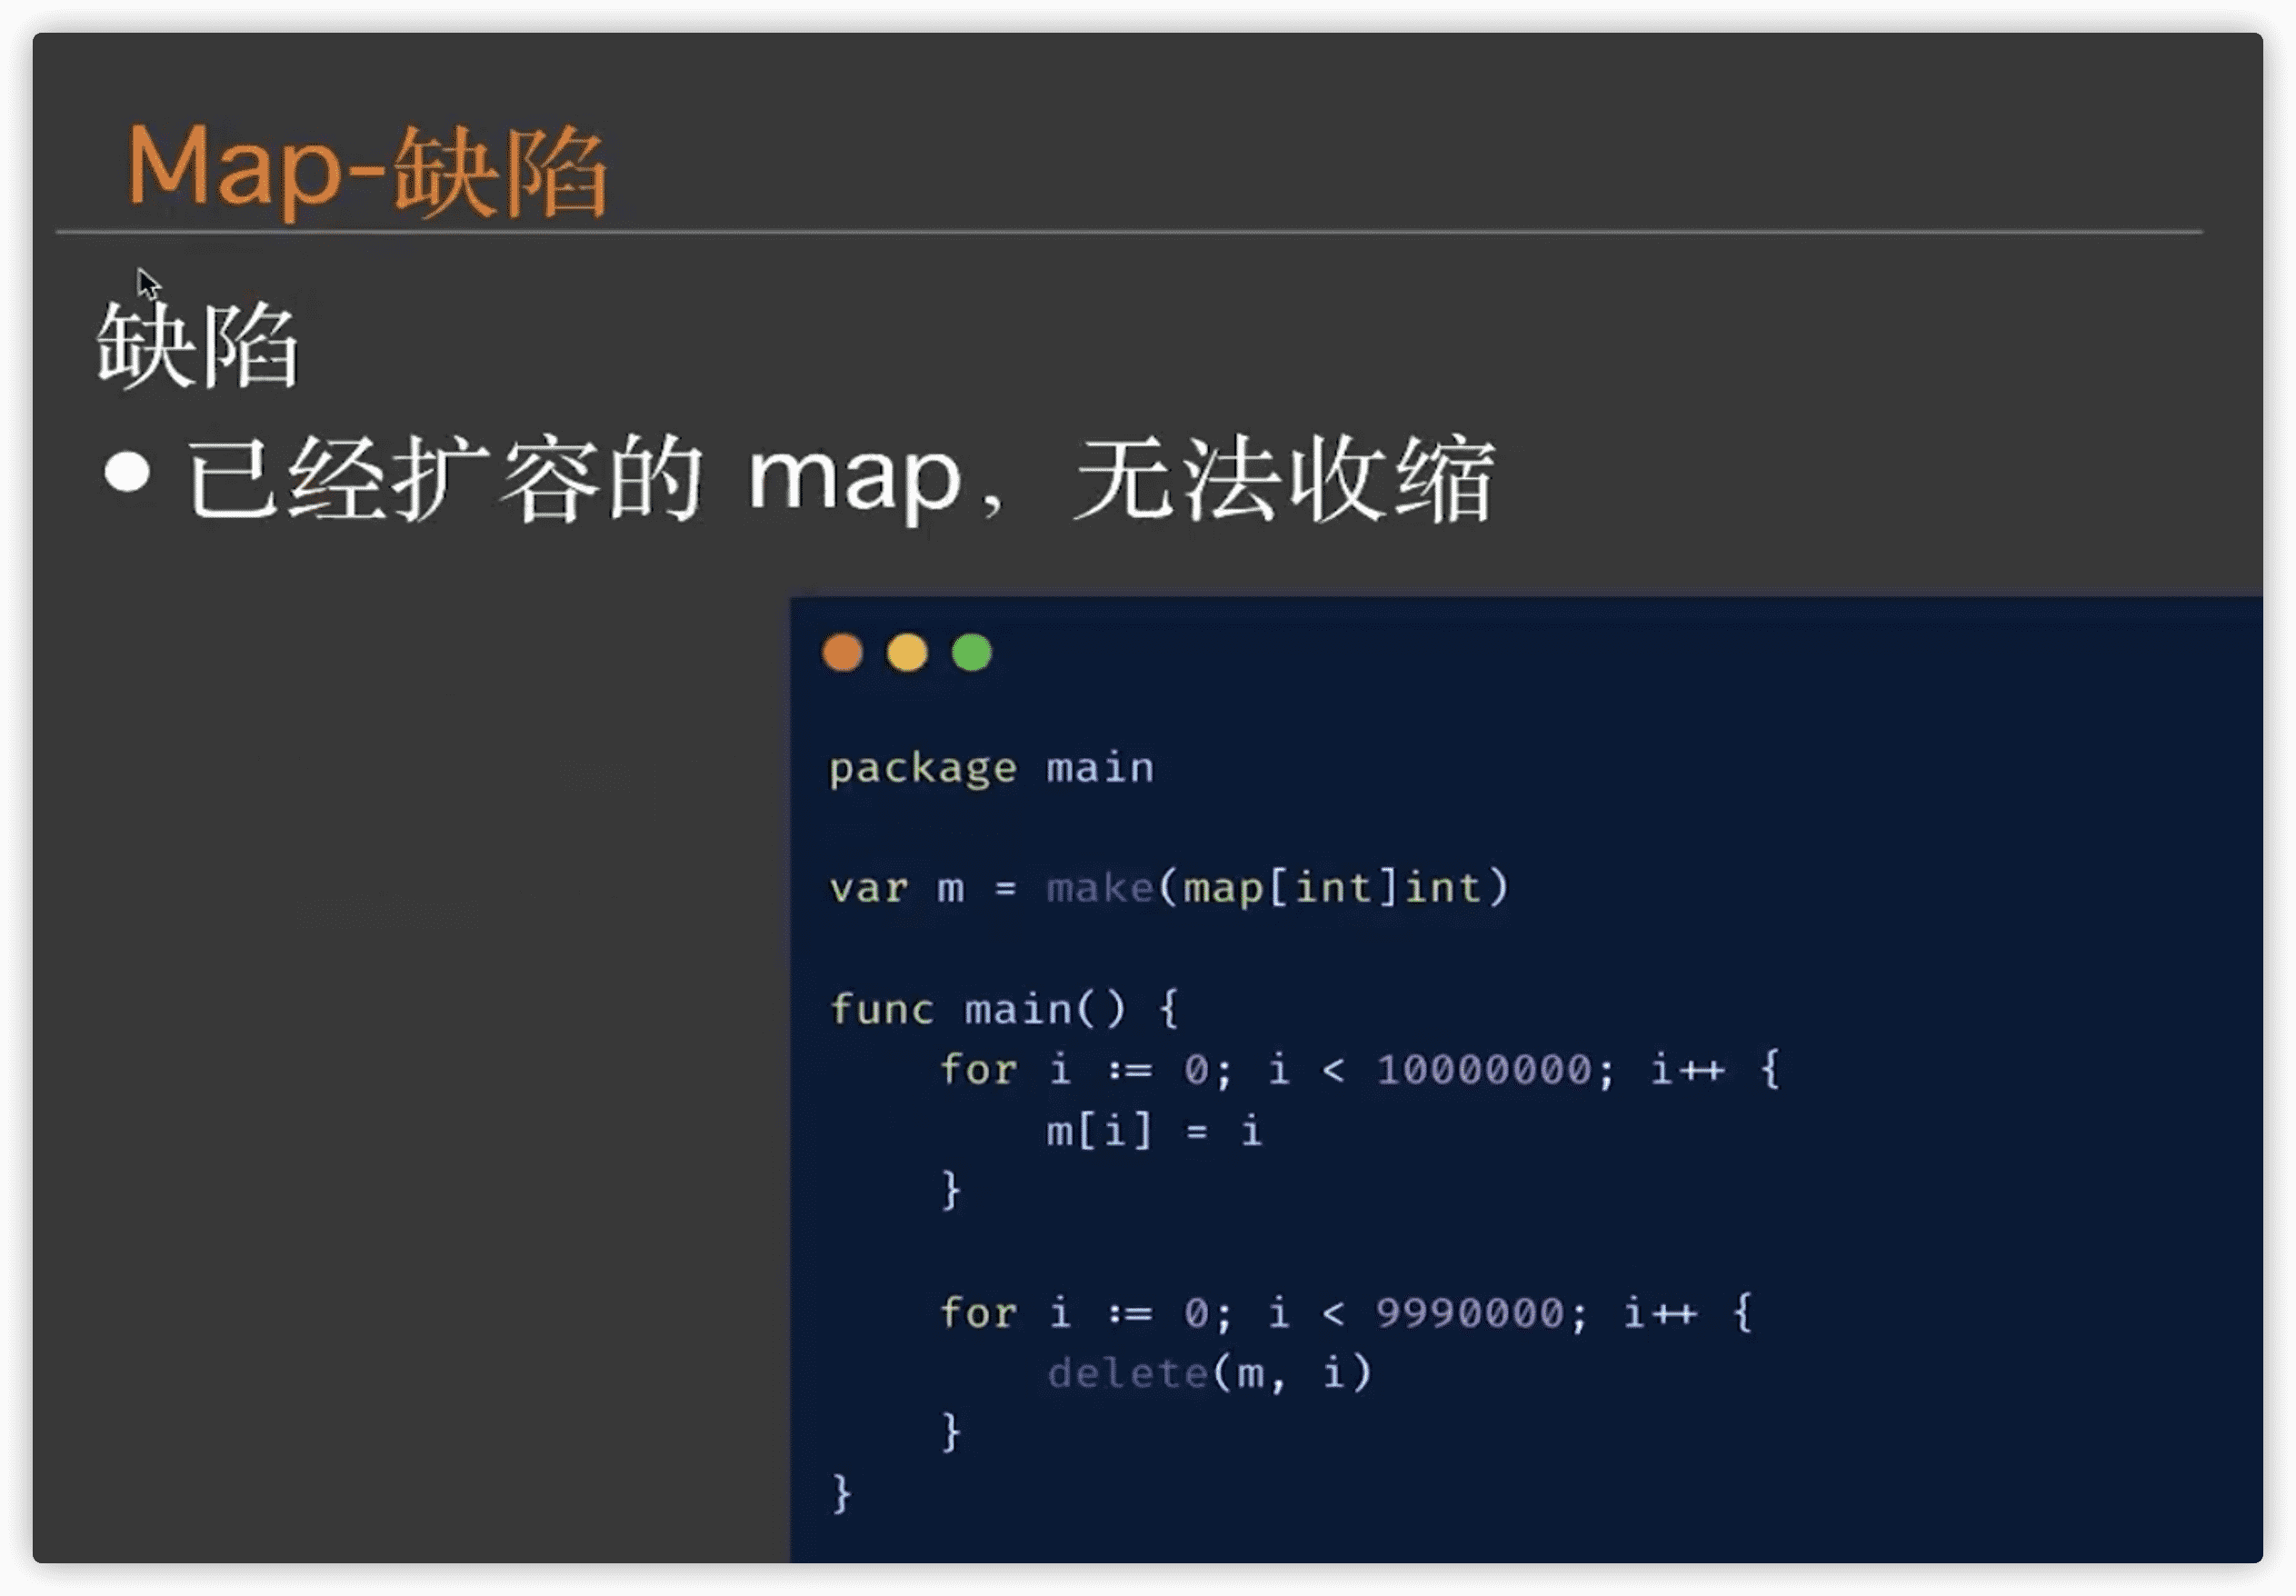 Map-缺陷
缺陷
● 已经扩容的 map，无法收缩
package main
var m = make(map[int]int)
func main() {
for i := 0; i < 10000000; i++ {
m[i] = i
}
for i := 0; i < 9990000; i++ {
delete(m, i)
}
}